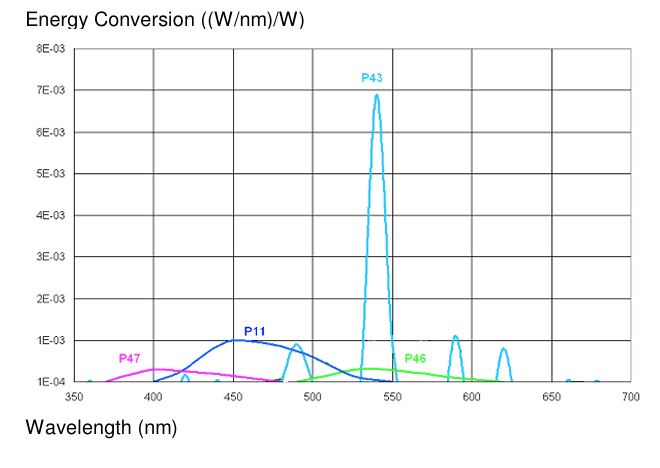 Energy Conversion ((W/nm)/W)
8E-03
P43
7E-03
6E-03
5E-03
4E-03
3E-03
2E-03
P11
1E-03
P47
P46
1E-04
350 400 450 500 550 600 650 700
Wavelength (nm)